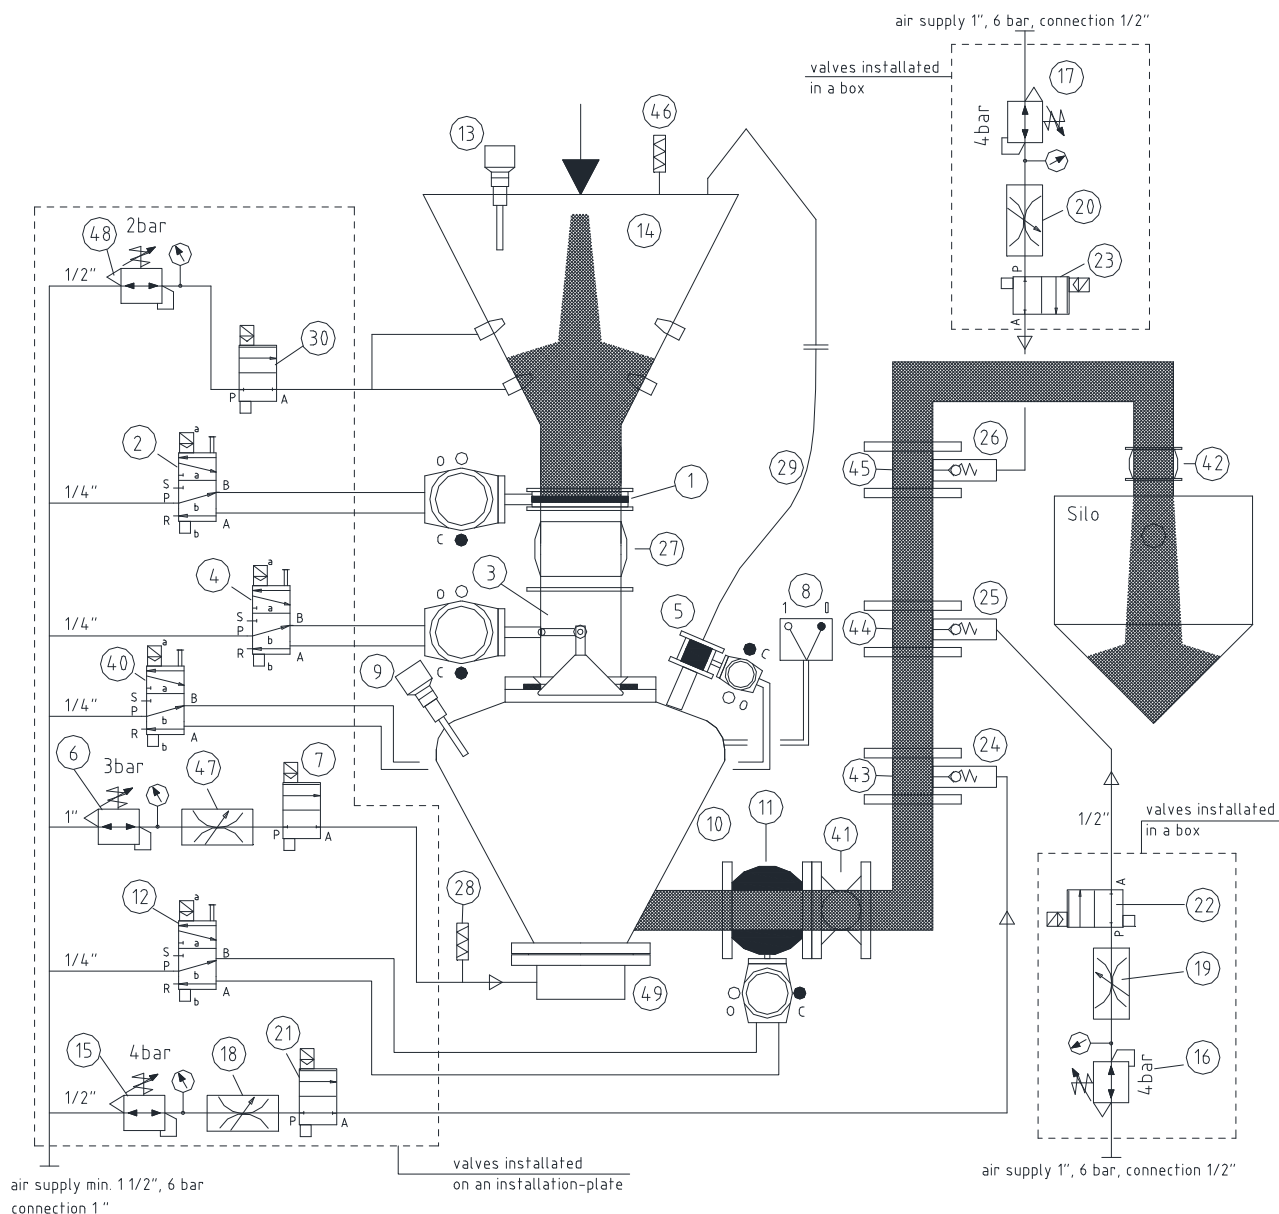 air supply 1", 6 bar, connection 1/2"
valves installated
in a box
17
4bar
20
P
23
A
13
46
14
48
2bar
1/2"
30
P
A
2
a
a
S
P
b
R
b
B
A
1/4"
O
C
1
27
29
4
a
a
S
P
b
R
b
B
A
1/4"
O
C
3
5
C
O
8
1
0
9
40
a
a
S
P
b
R
b
B
A
1/4"
6
3bar
1"
47
7
P
A
10
11
41
12
a
a
S
P
b
R
b
B
A
1/4"
28
49
O
C
15
4bar
1/2"
18
21
P
A
26
45
42
Silo
25
44
24
43
1/2"
valves installated
in a box
A
22
P
19
16
4bar
air supply 1", 6 bar, connection 1/2"
valves installated
on an installation-plate
air supply min. 1 1/2", 6 bar
connection 1 "